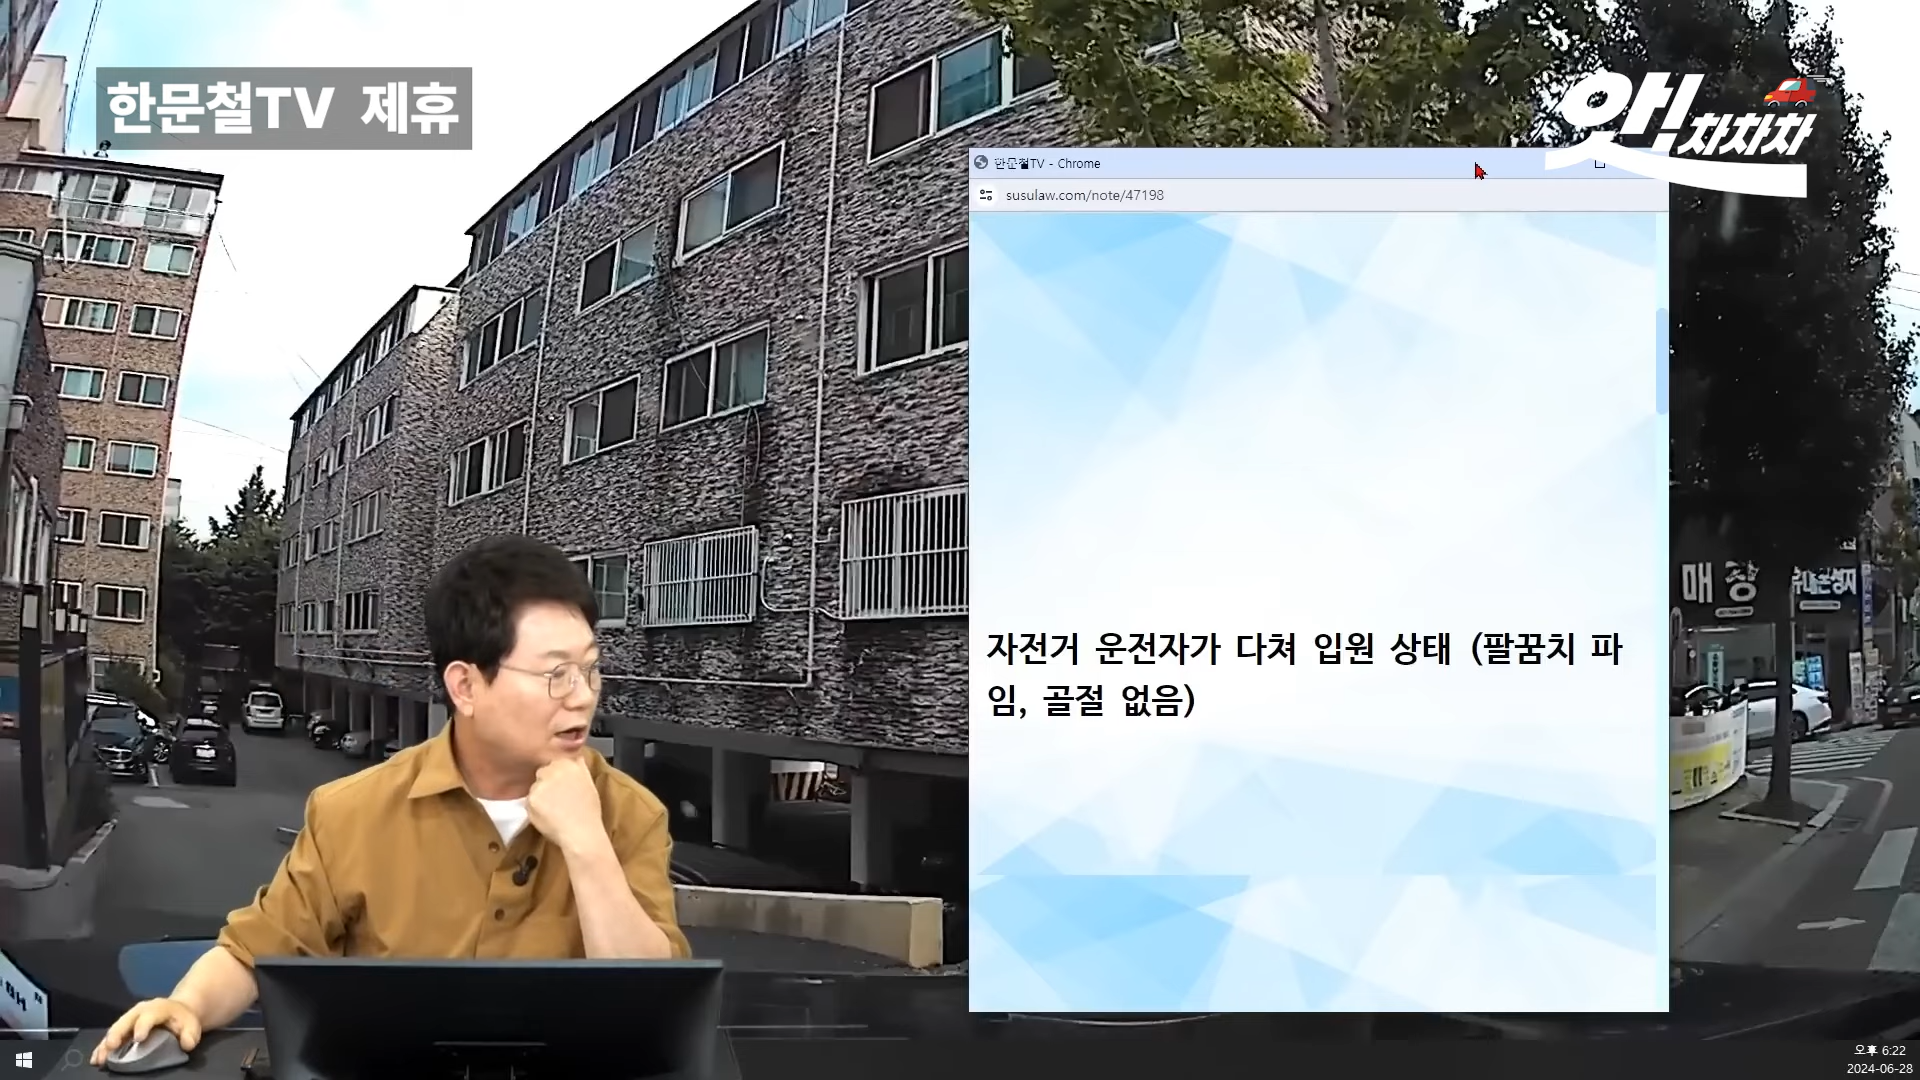 한문철TV 제휴
앗!
차차차
한문철TV - Chrome
susulaw.com/note/47198
매장
자전거 운전자가 다쳐 입원 상태 (팔꿈치 파
임, 골절 없음)
오후 6:22
2024-06-28